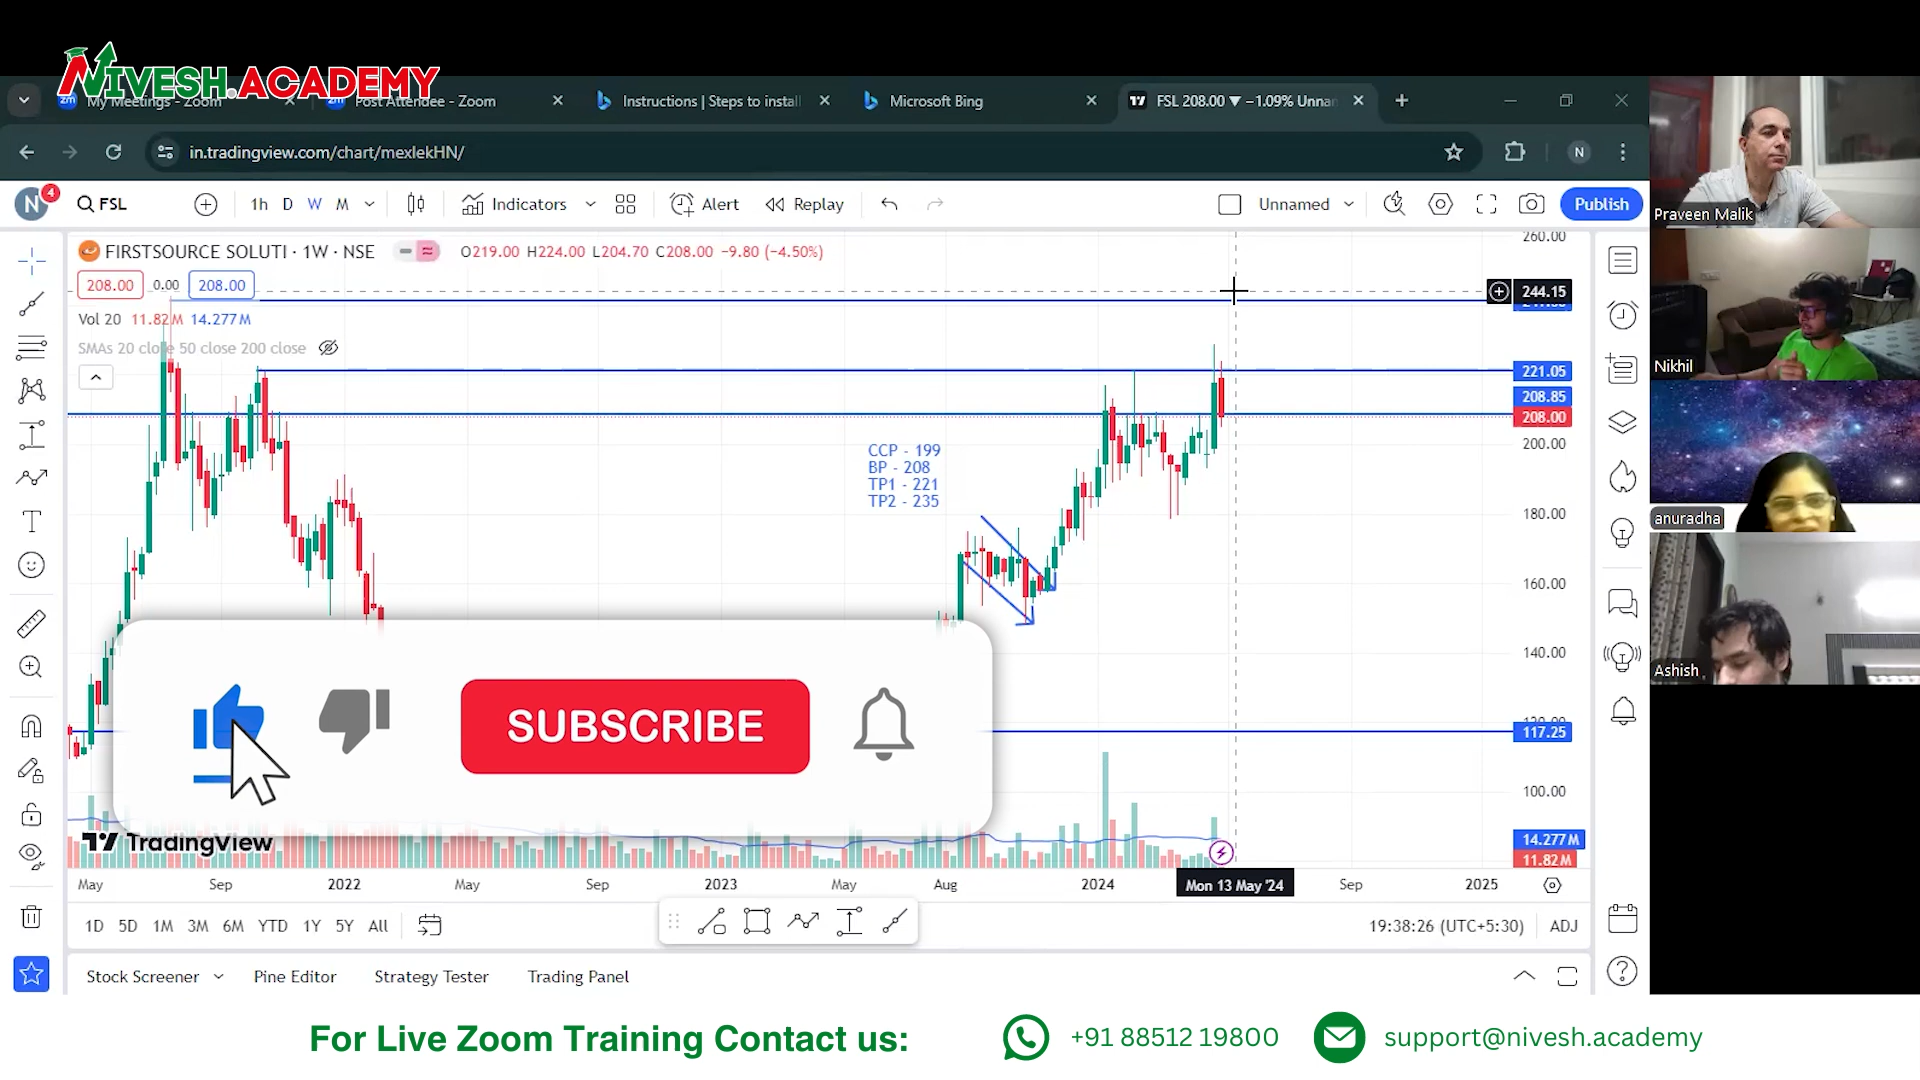 NIVESH.ACADEMY
My Meetings - Zoom
Post Attendee - Zoom
Instructions | Steps to install
Microsoft Bing
FSL 208.00 ▼ −1.09% Unnar
in.tradingview.com/chart/mexlekHN/
N
N
4
FSL
1h D W M
Indicators
Alert
Replay
Unnamed
Publish
FIRSTSOURCE SOLUTI · 1W · NSE
O219.00 H224.00 L204.70 C208.00 −9.80 (−4.50%)
208.00 0.00 208.00
Vol 20 11.82M 14.277M
SMAs 20 close 50 close 200 close
CCP - 199
BP - 208
TP1 - 221
TP2 - 235
260.00
244.15
221.05
208.85
208.00
200.00
180.00
160.00
140.00
117.25
100.00
14.277M
11.82M
SUBSCRIBE
TradingView
May Sep 2022 May Sep 2023 May Aug 2024 Mon 13 May '24 Sep 2025
1D 5D 1M 3M 6M YTD 1Y 5Y All
19:38:26 (UTC+5:30) ADJ
Stock Screener Pine Editor Strategy Tester Trading Panel
Praveen Malik
Nikhil
anuradha
Ashish
For Live Zoom Training Contact us: +91 88512 19800 support@nivesh.academy